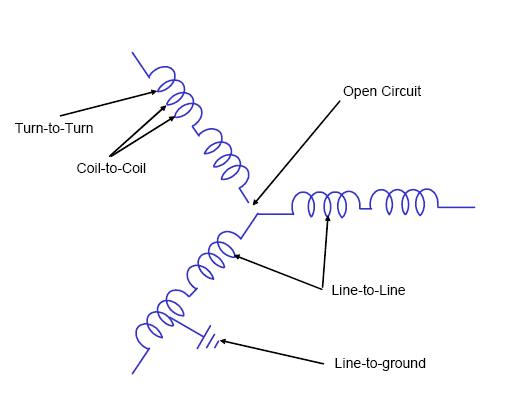 Open Circuit
Turn-to-Turn
Coil-to-Coil
Line-to-Line
Line-to-ground